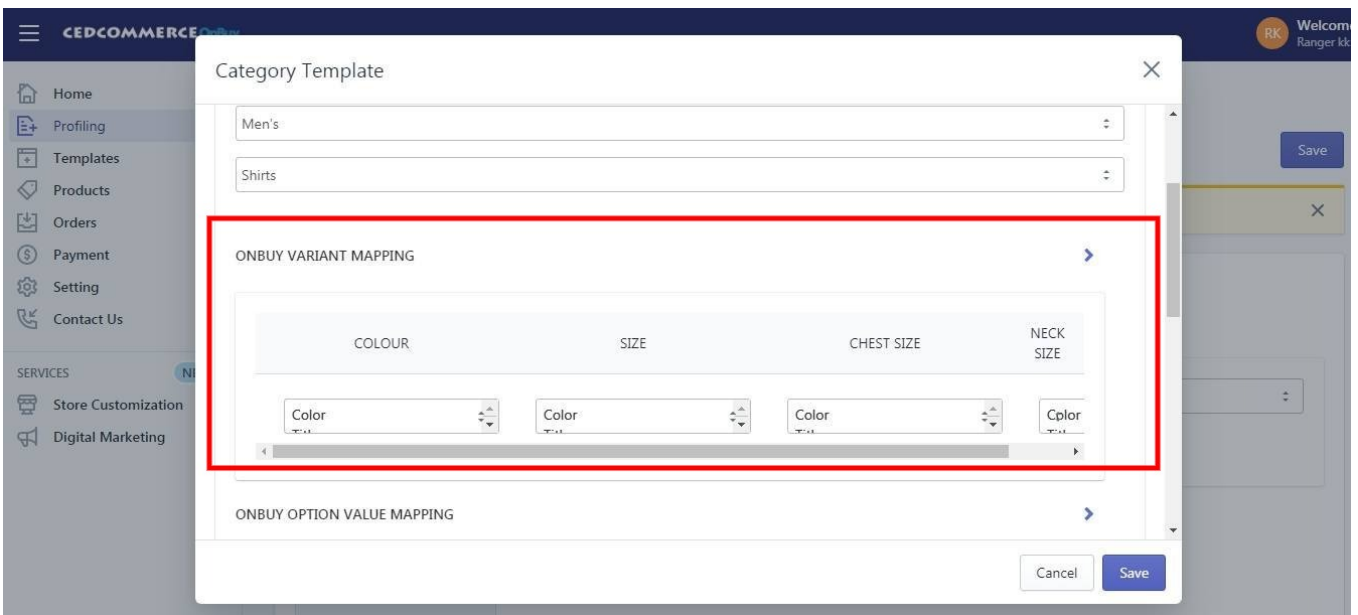 CEDCOMMERCE OnBuy
RK
Welcome
Ranger kk
Home
Profiling
Templates
Products
Orders
Payment
Setting
Contact Us
SERVICES
Store Customization
Digital Marketing
Save
Category Template
Men's
Shirts
ONBUY VARIANT MAPPING
COLOUR SIZE CHEST SIZE NECK
SIZE
Color Color Color Color
ONBUY OPTION VALUE MAPPING
Cancel Save